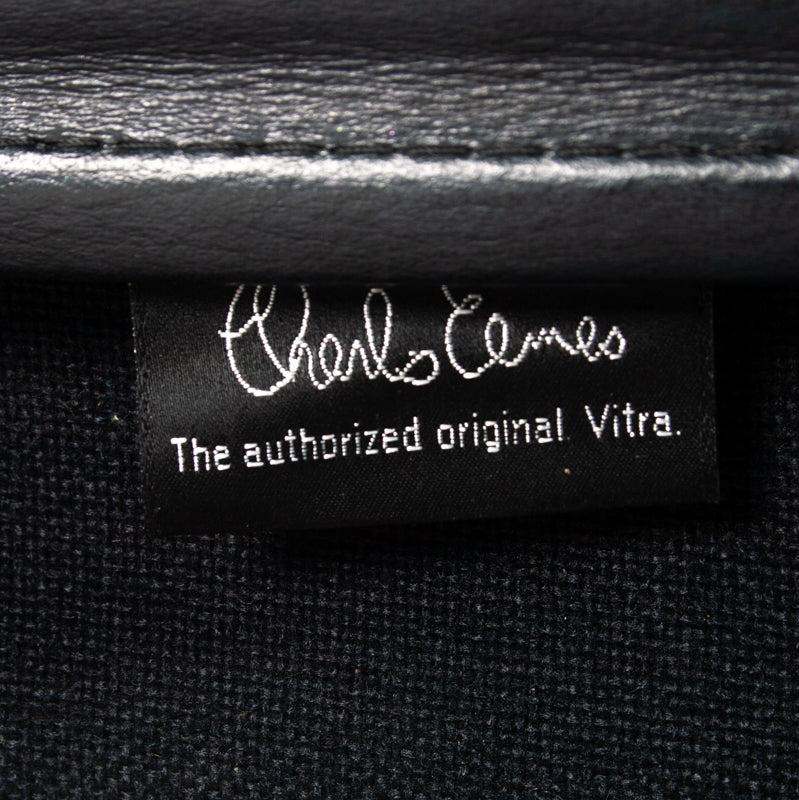 Charles Eames
The authorized original Vitra.